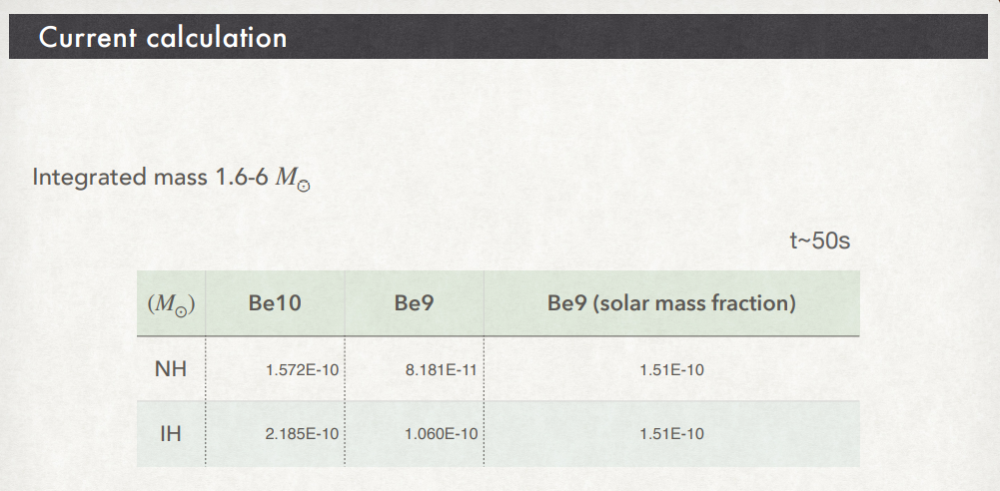 Current calculation
Integrated mass 1.6-6 M☉
t~50s
(M☉) Be10 Be9 Be9 (solar mass fraction)
NH 1.572E-10 8.181E-11 1.51E-10
IH 2.185E-10 1.060E-10 1.51E-10